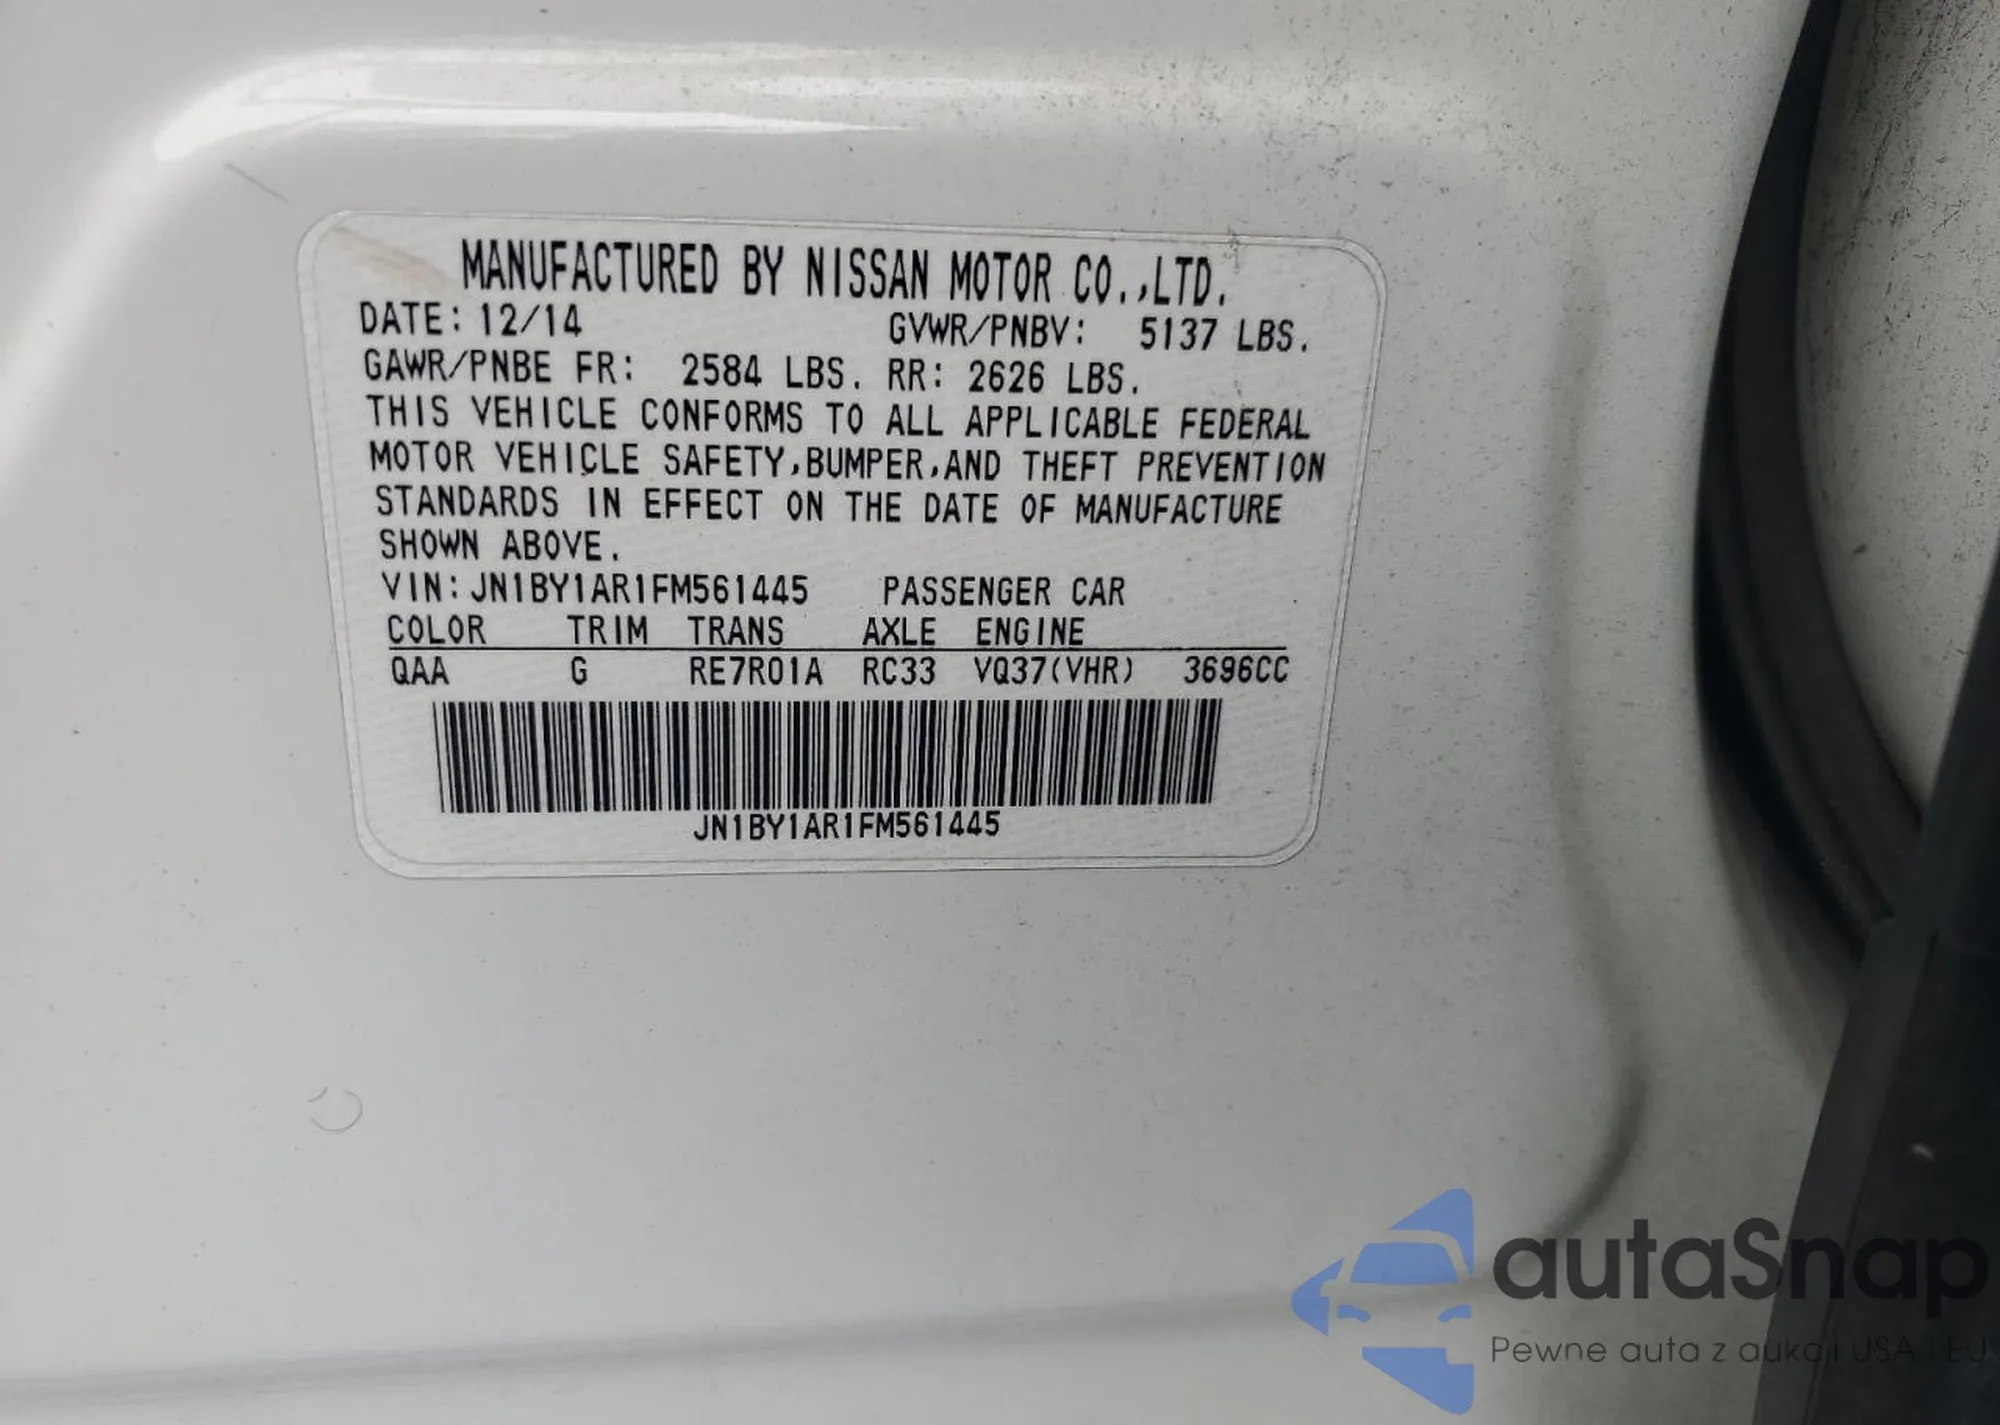 MANUFACTURED BY NISSAN MOTOR CO.,LTD.
DATE: 12/14 GVWR/PNBV: 5137 LBS.
GAWR/PNBE FR: 2584 LBS. RR: 2626 LBS.
THIS VEHICLE CONFORMS TO ALL APPLICABLE FEDERAL
MOTOR VEHICLE SAFETY,BUMPER,AND THEFT PREVENTION
STANDARDS IN EFFECT ON THE DATE OF MANUFACTURE
SHOWN ABOVE.
VIN: JN1BY1AR1FM561445 PASSENGER CAR
COLOR TRIM TRANS AXLE ENGINE
QAA G RE7R01A RC33 VQ37(VHR) 3696CC
JN1BY1AR1FM561445
autaSnap
Pewne auta z aukcji USA i EU